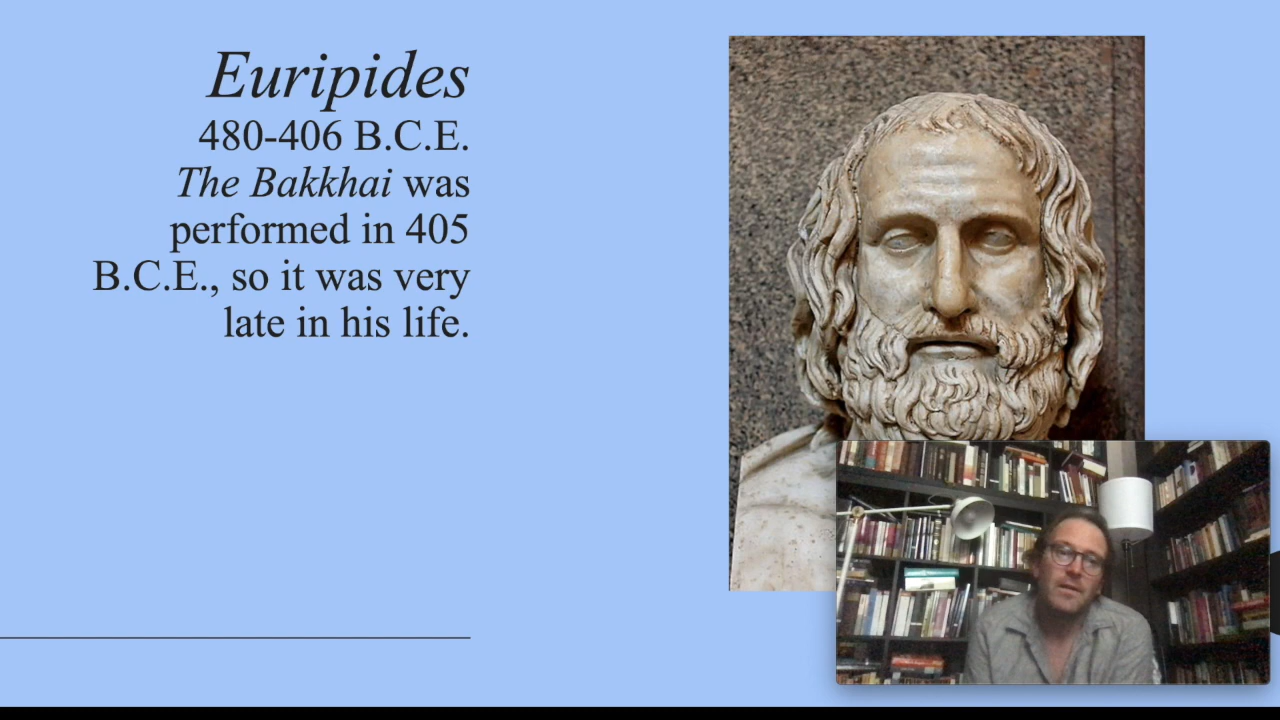 Euripides
480-406 B.C.E.
The Bakkhai was
performed in 405
B.C.E., so it was very
late in his life.